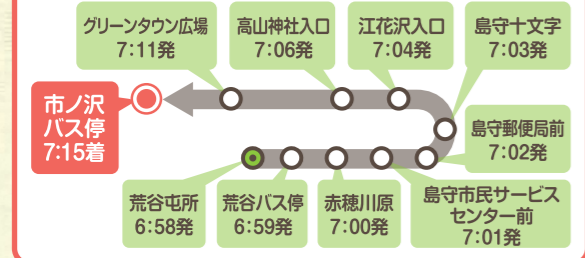 グリーンタウン広場
7:11発
高山神社入口
7:06発
江花沢入口
7:04発
島守十文字
7:03発
市ノ沢
バス停
7:15着
島守郵便局前
7:02発
荒谷屯所
6:58発
荒谷バス停
6:59発
赤穂川原
7:00発
島守市民サービス
センター前
7:01発